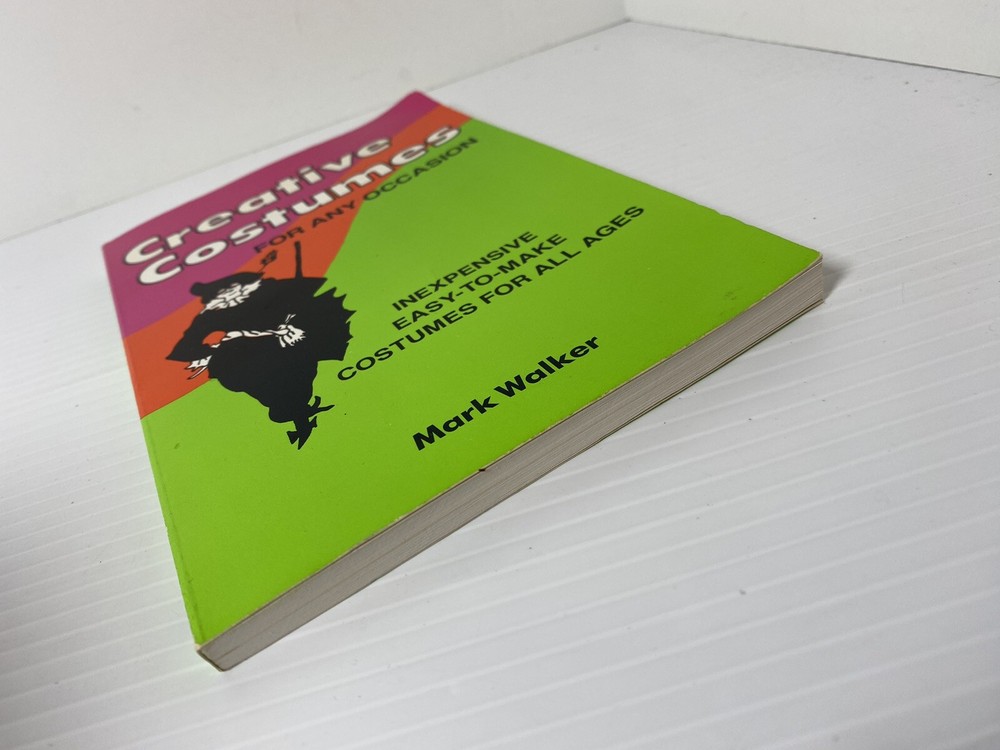 Creative
Costumes
FOR ANY OCCASION
INEXPENSIVE
EASY-TO-MAKE
COSTUMES FOR ALL AGES
Mark Walker